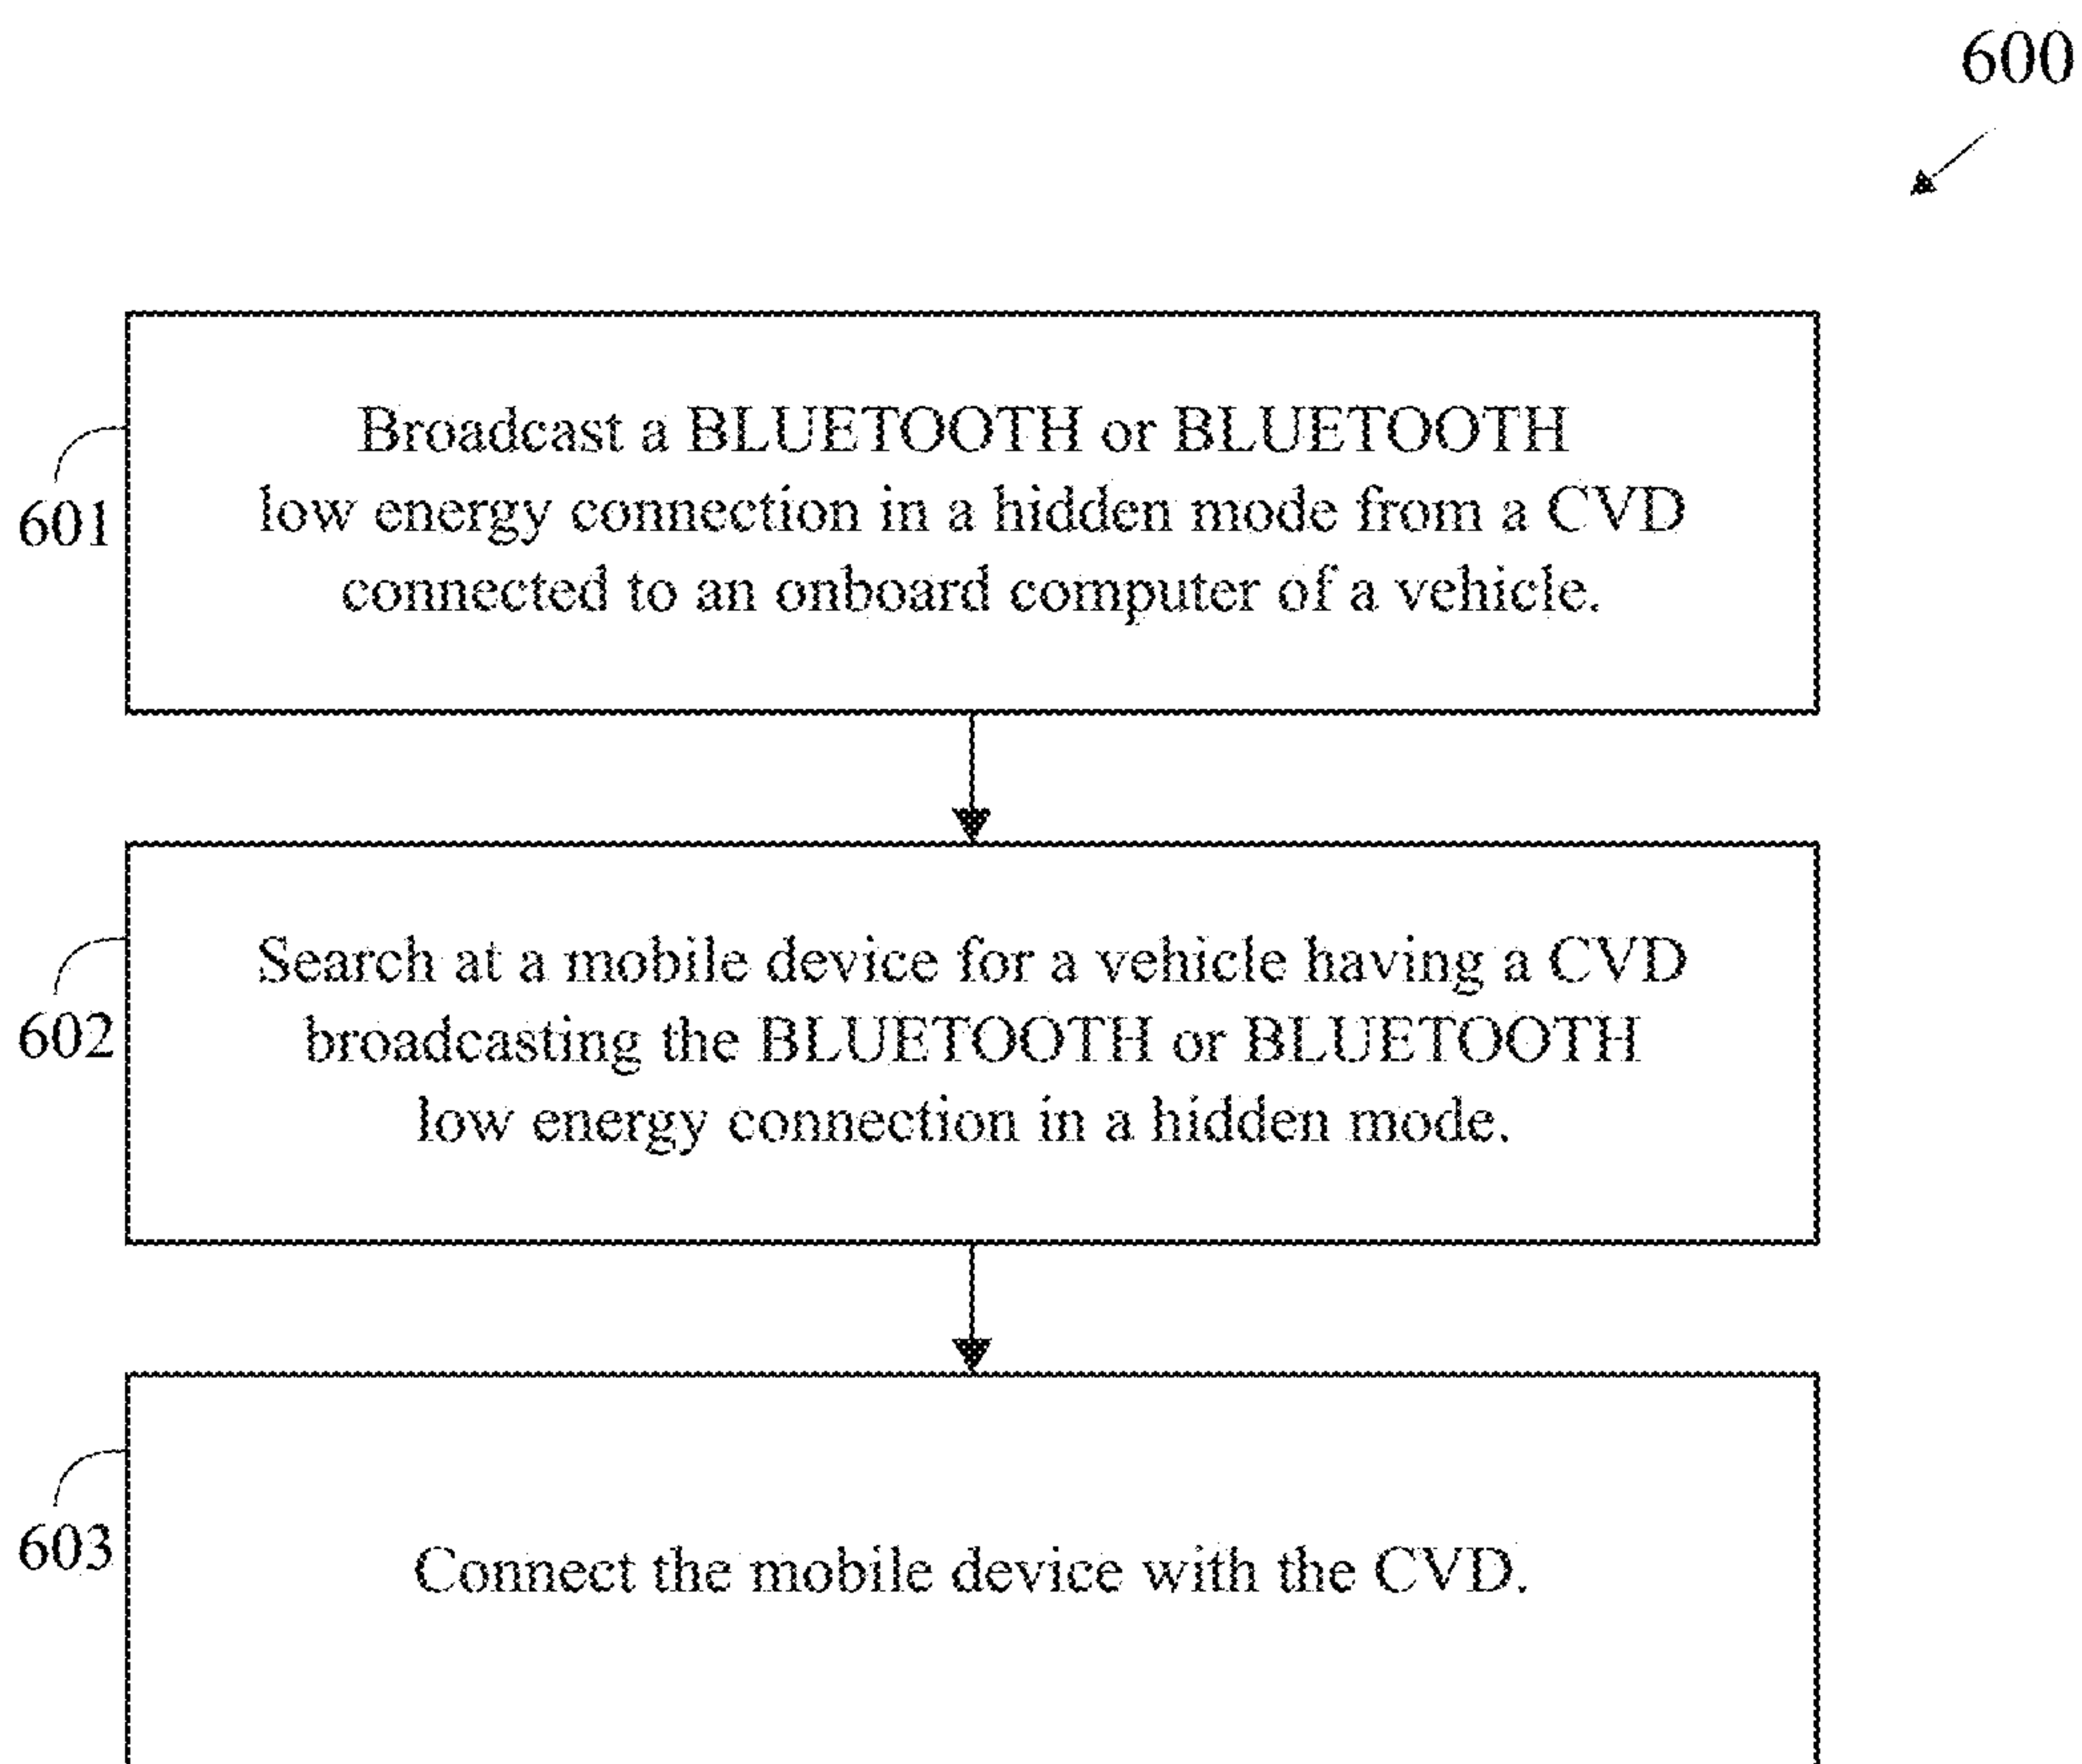 600
601
Broadcast a BLUETOOTH or BLUETOOTH
low energy connection in a hidden mode from a CVD
connected to an onboard computer of a vehicle.
602
Search at a mobile device for a vehicle having a CVD
broadcasting the BLUETOOTH or BLUETOOTH
low energy connection in a hidden mode.
603
Connect the mobile device with the CVD.